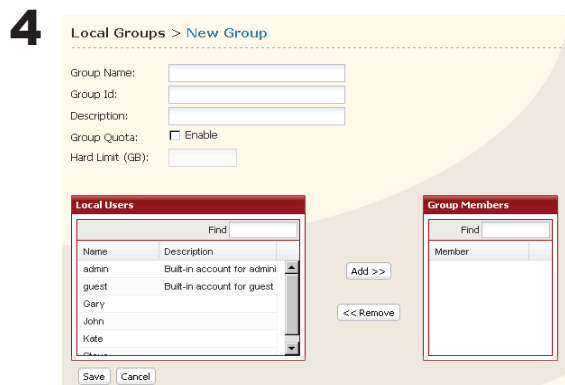 4
Local Groups > New Group
Group Name:
Group Id:
Description:
Group Quota: Enable
Hard Limit (GB):
Local Users
Find
Name Description
admin Built-in account for admini
guest Built-in account for guest
Gary
John
Kate
Add >>
<< Remove
Group Members
Find
Member
Save Cancel